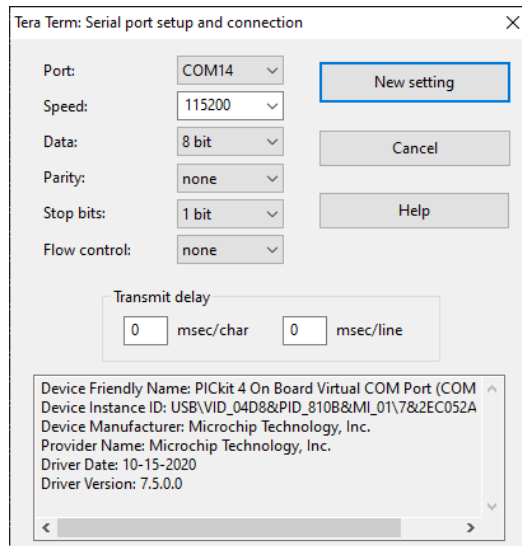 Tera Term: Serial port setup and connection
Port: COM14
New setting
Speed: 115200
Data: 8 bit
Cancel
Parity: none
Stop bits: 1 bit
Help
Flow control: none
Transmit delay
0 msec/char 0 msec/line
Device Friendly Name: PICkit 4 On Board Virtual COM Port (COM
Device Instance ID: USB\VID_04D8&PID_810B&MI_01\7&2EC052A
Device Manufacturer: Microchip Technology, Inc.
Provider Name: Microchip Technology, Inc.
Driver Date: 10-15-2020
Driver Version: 7.5.0.0